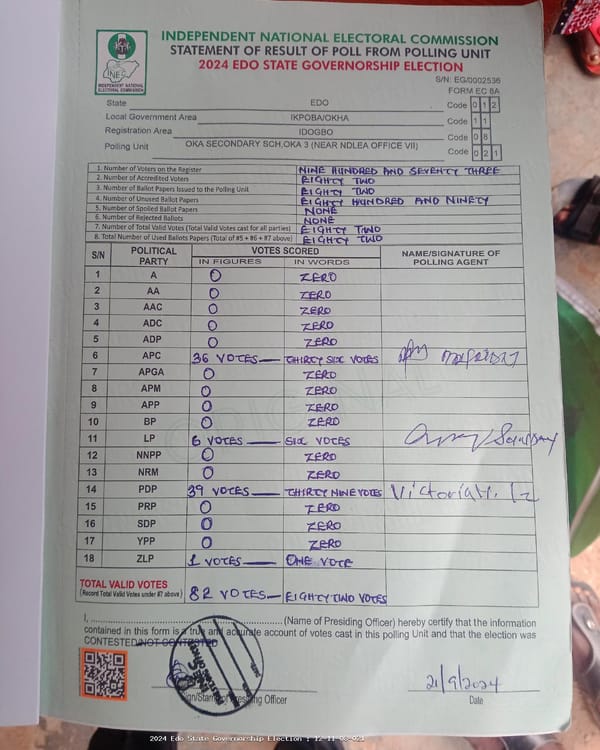 INDEPENDENT NATIONAL ELECTORAL COMMISSION
STATEMENT OF RESULT OF POLL FROM POLLING UNIT
2024 EDO STATE GOVERNORSHIP ELECTION
INEC
INDEPENDENT NATIONAL ELECTORAL COMMISSION
S/N: EG/0002536
FORM EC 8A
State EDO Code 0 1 2
Local Government Area IKPOBA/OKHA Code 1 1
Registration Area IDOGBO Code 0 8
Polling Unit OKA SECONDARY SCH,OKA 3 (NEAR NDLEA OFFICE VII) Code 0 2 1
1. Number of Voters on the Register NINE HUNDRED AND SEVENTY THREE
2. Number of Accredited Voters EIGHTY TWO
3. Number of Ballot Papers Issued to the Polling Unit EIGHTY TWO
4. Number of Unused Ballot Papers EIGHTY HUNDRED AND NINETY
5. Number of Spoiled Ballot Papers NONE
6. Number of Rejected Ballots NONE
7. Number of Total Valid Votes (Total Valid Votes cast for all parties) EIGHTY TWO
8. Total Number of Used Ballots Papers (Total of #5 + #6 + #7 above) EIGHTY TWO
S/N POLITICAL PARTY VOTES SCORED NAME/SIGNATURE OF POLLING AGENT
IN FIGURES IN WORDS
1 A 0 ZERO
2 AA 0 ZERO
3 AAC 0 ZERO
4 ADC 0 ZERO
5 ADP 0 ZERO
6 APC 36 VOTES THIRTY SIX VOTES
7 APGA 0 ZERO
8 APM 0 ZERO
9 APP 0 ZERO
10 BP 0 ZERO
11 LP 6 VOTES SIX VOTES
12 NNPP 0 ZERO
13 NRM 0 ZERO
14 PDP 39 VOTES THIRTY NINE VOTES
15 PRP 0 ZERO
16 SDP 0 ZERO
17 YPP 0 ZERO
18 ZLP 1 VOTES ONE VOTE
TOTAL VALID VOTES 82 VOTES EIGHTY TWO VOTES
(Record Total Valid Votes under #7 above)
I, (Name of Presiding Officer) hereby certify that the information
contained in this form is a true and accurate account of votes cast in this polling Unit and that the election was
CONTESTED/NOT CONTESTED
21/9/2024
Sign/Stamp of Presiding Officer Date
2024 Edo State Governorship Election : 12-11-08-021